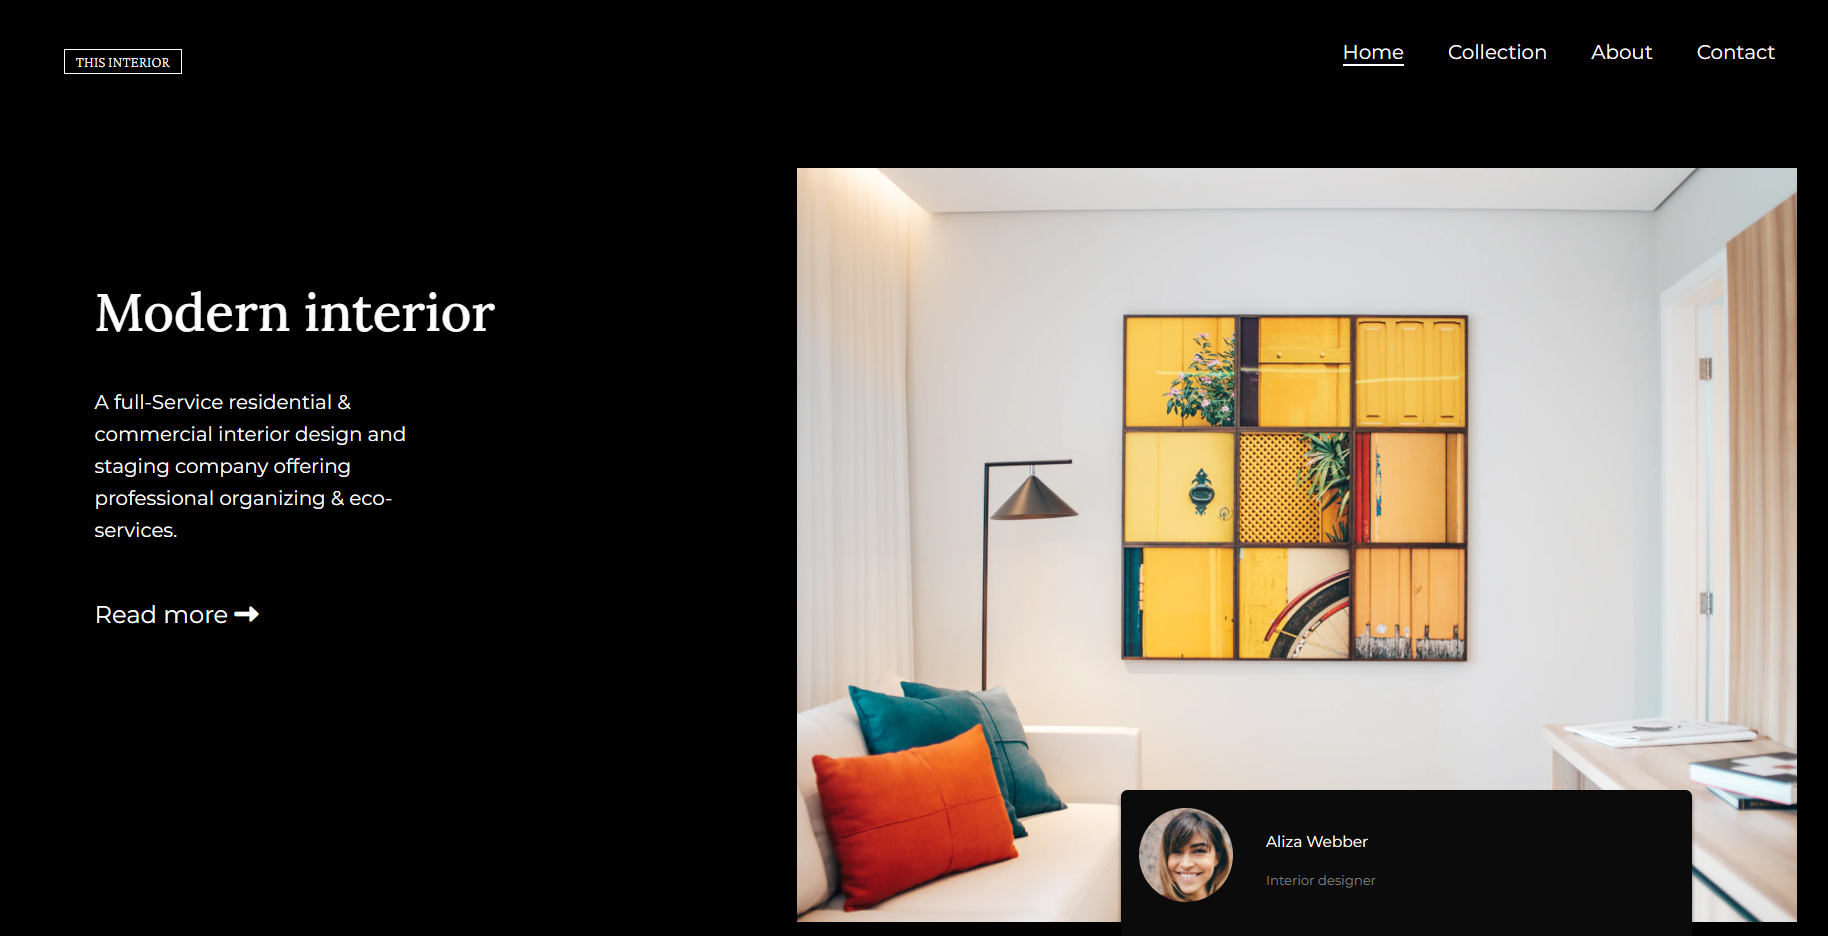 THIS INTERIOR
Home Collection About Contact
Modern interior
A full-Service residential &
commercial interior design and
staging company offering
professional organizing & eco-
services.
Read more
Aliza Webber
Interior designer